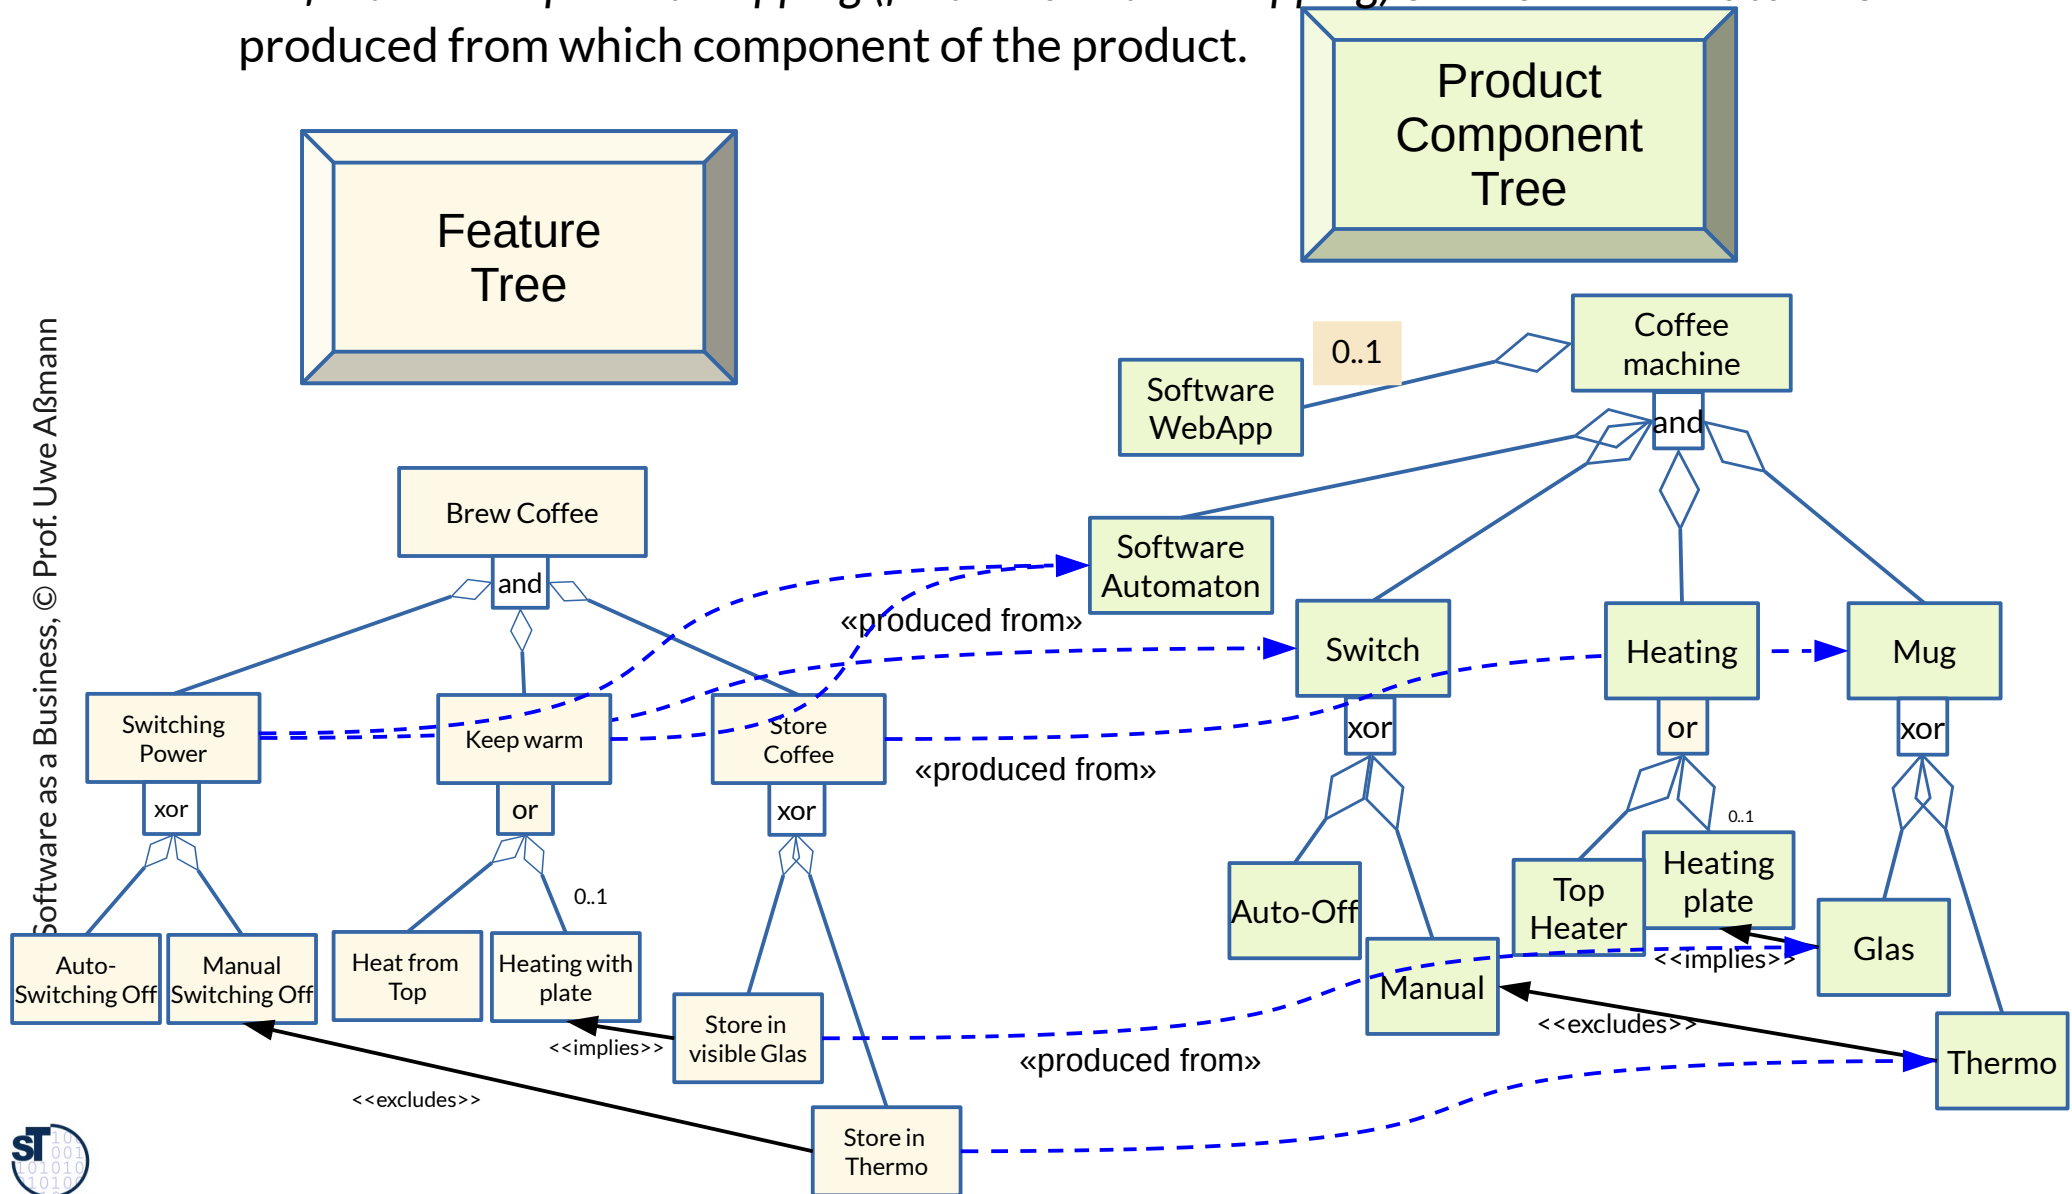 produced from which component of the product.
Product
Component
Tree
Feature
Tree
Software as a Business, © Prof. Uwe Aßmann
Coffee
machine
0..1
Software
WebApp
and
Brew Coffee
and
Software
Automaton
«produced from»
Switch
Heating
Mug
Switching
Power
Keep warm
Store
Coffee
xor
or
xor
«produced from»
xor
or
xor
0..1
Heating
plate
Top
Heater
Auto-Off
Glas
<<implies>>
Manual
<<excludes>>
Thermo
0..1
Auto-
Switching Off
Manual
Switching Off
Heat from
Top
Heating with
plate
Store in
visible Glas
<<implies>>
«produced from»
<<excludes>>
Store in
Thermo
ST